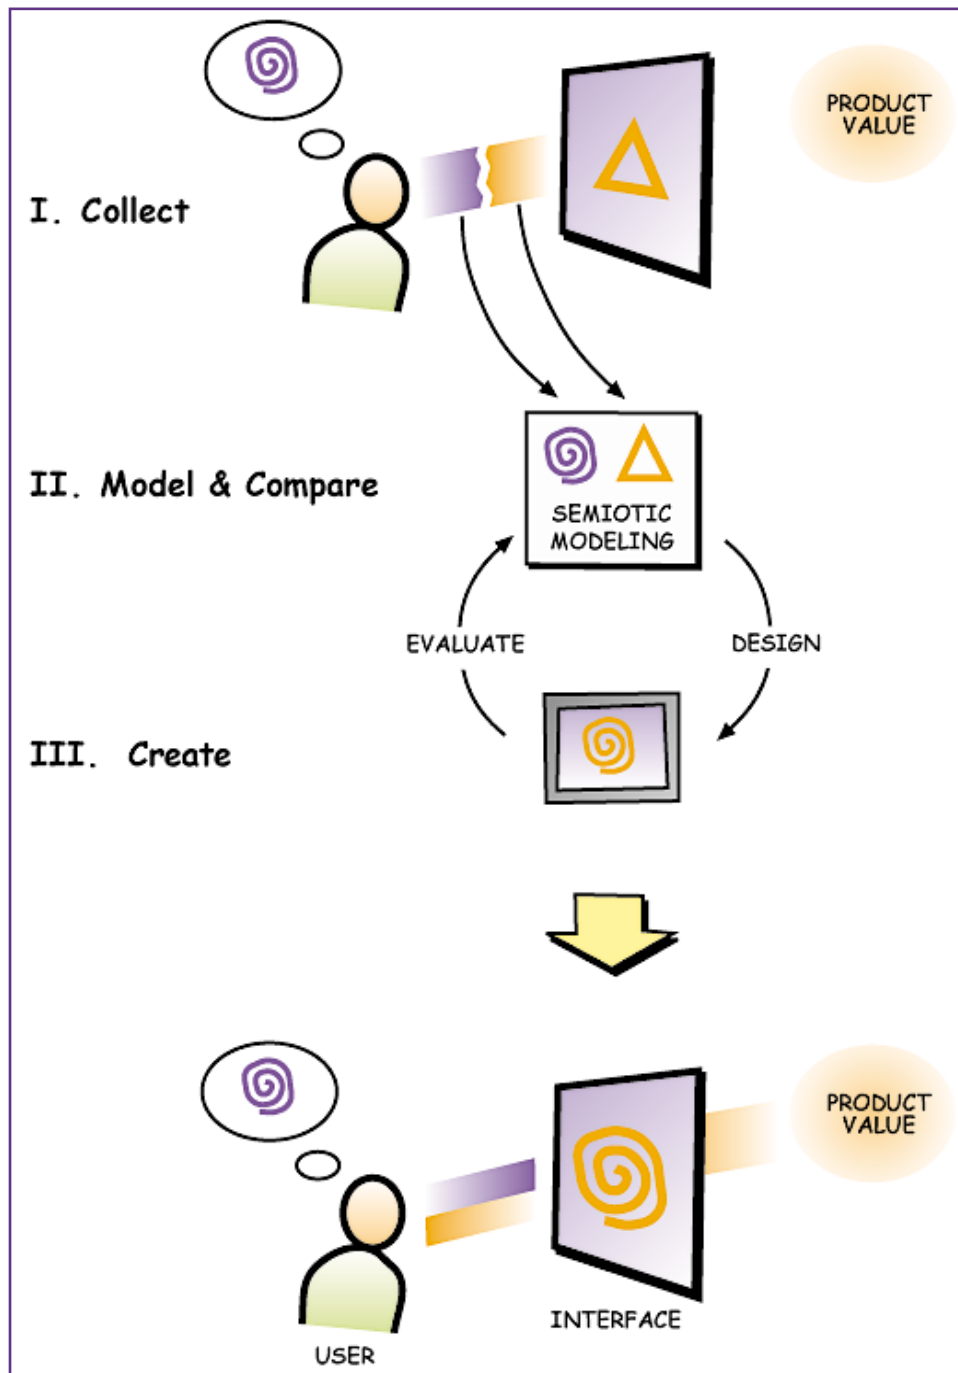 PRODUCT
VALUE
I. Collect
II. Model & Compare
SEMIOTIC
MODELING
EVALUATE
DESIGN
III. Create
PRODUCT
VALUE
INTERFACE
USER